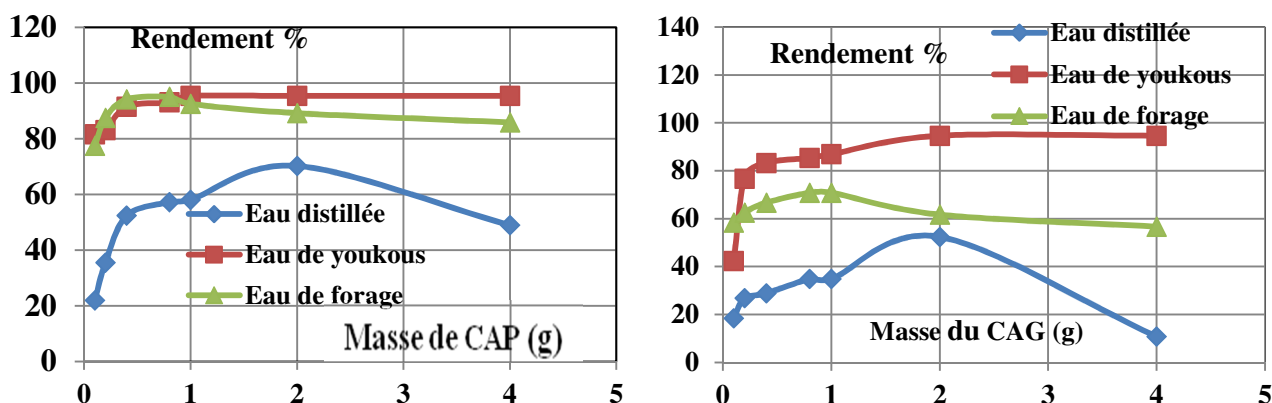 Rendement %
120
100
80
60
40
20
0
0 1 2 3 4 5
Eau distillée
Eau de youkous
Eau de forage
Masse de CAP (g)
Rendement %
140
120
100
80
60
40
20
0
0 1 2 3 4 5
Eau distillée
Eau de youkous
Eau de forage
Masse du CAG (g)